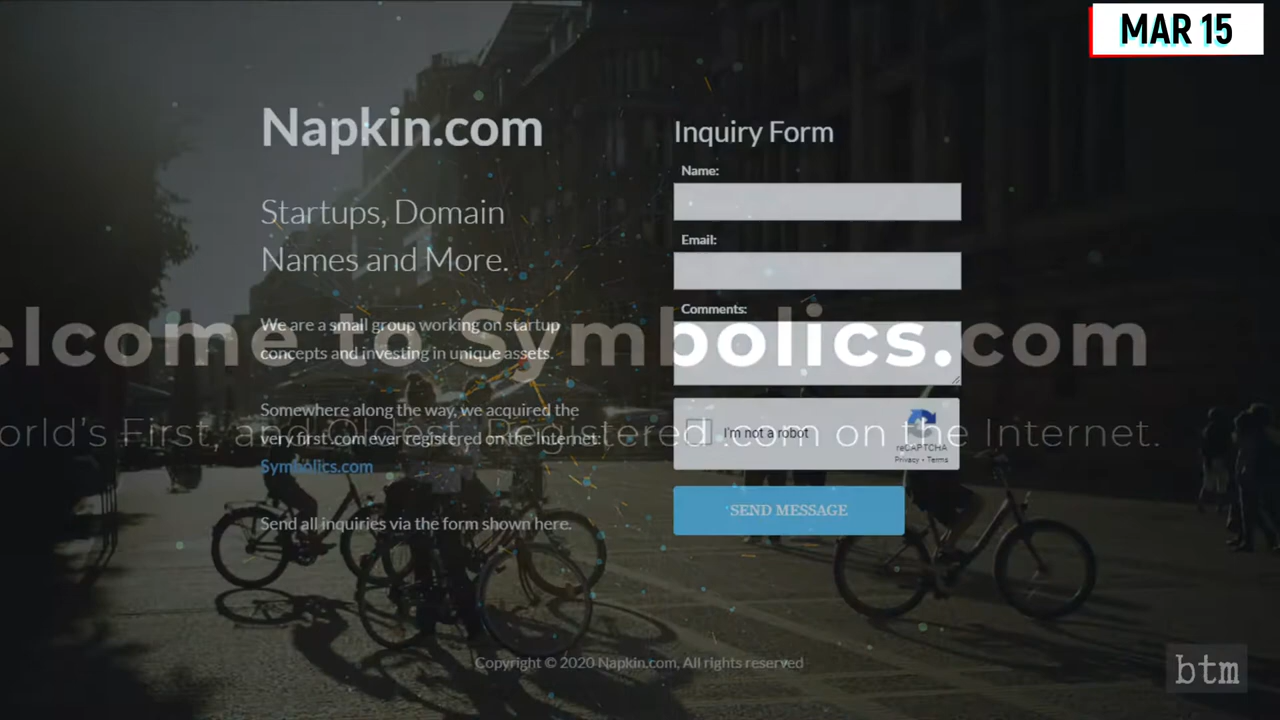 MAR 15
Napkin.com
Inquiry Form
Name:
Startups, Domain
Names and More.
Email:
Comments:
We are a small group working on startup
concepts and investing in unique assets.
elcome to Symbolics.com
Somewhere along the way, we acquired the
very first .com ever registered on the Internet:
Symbolics.com
orld's First, and Oldest, Registered .com on the Internet.
I'm not a robot
reCAPTCHA
Privacy - Terms
SEND MESSAGE
Send all inquiries via the form shown here.
Copyright © 2020 Napkin.com, All rights reserved
btm